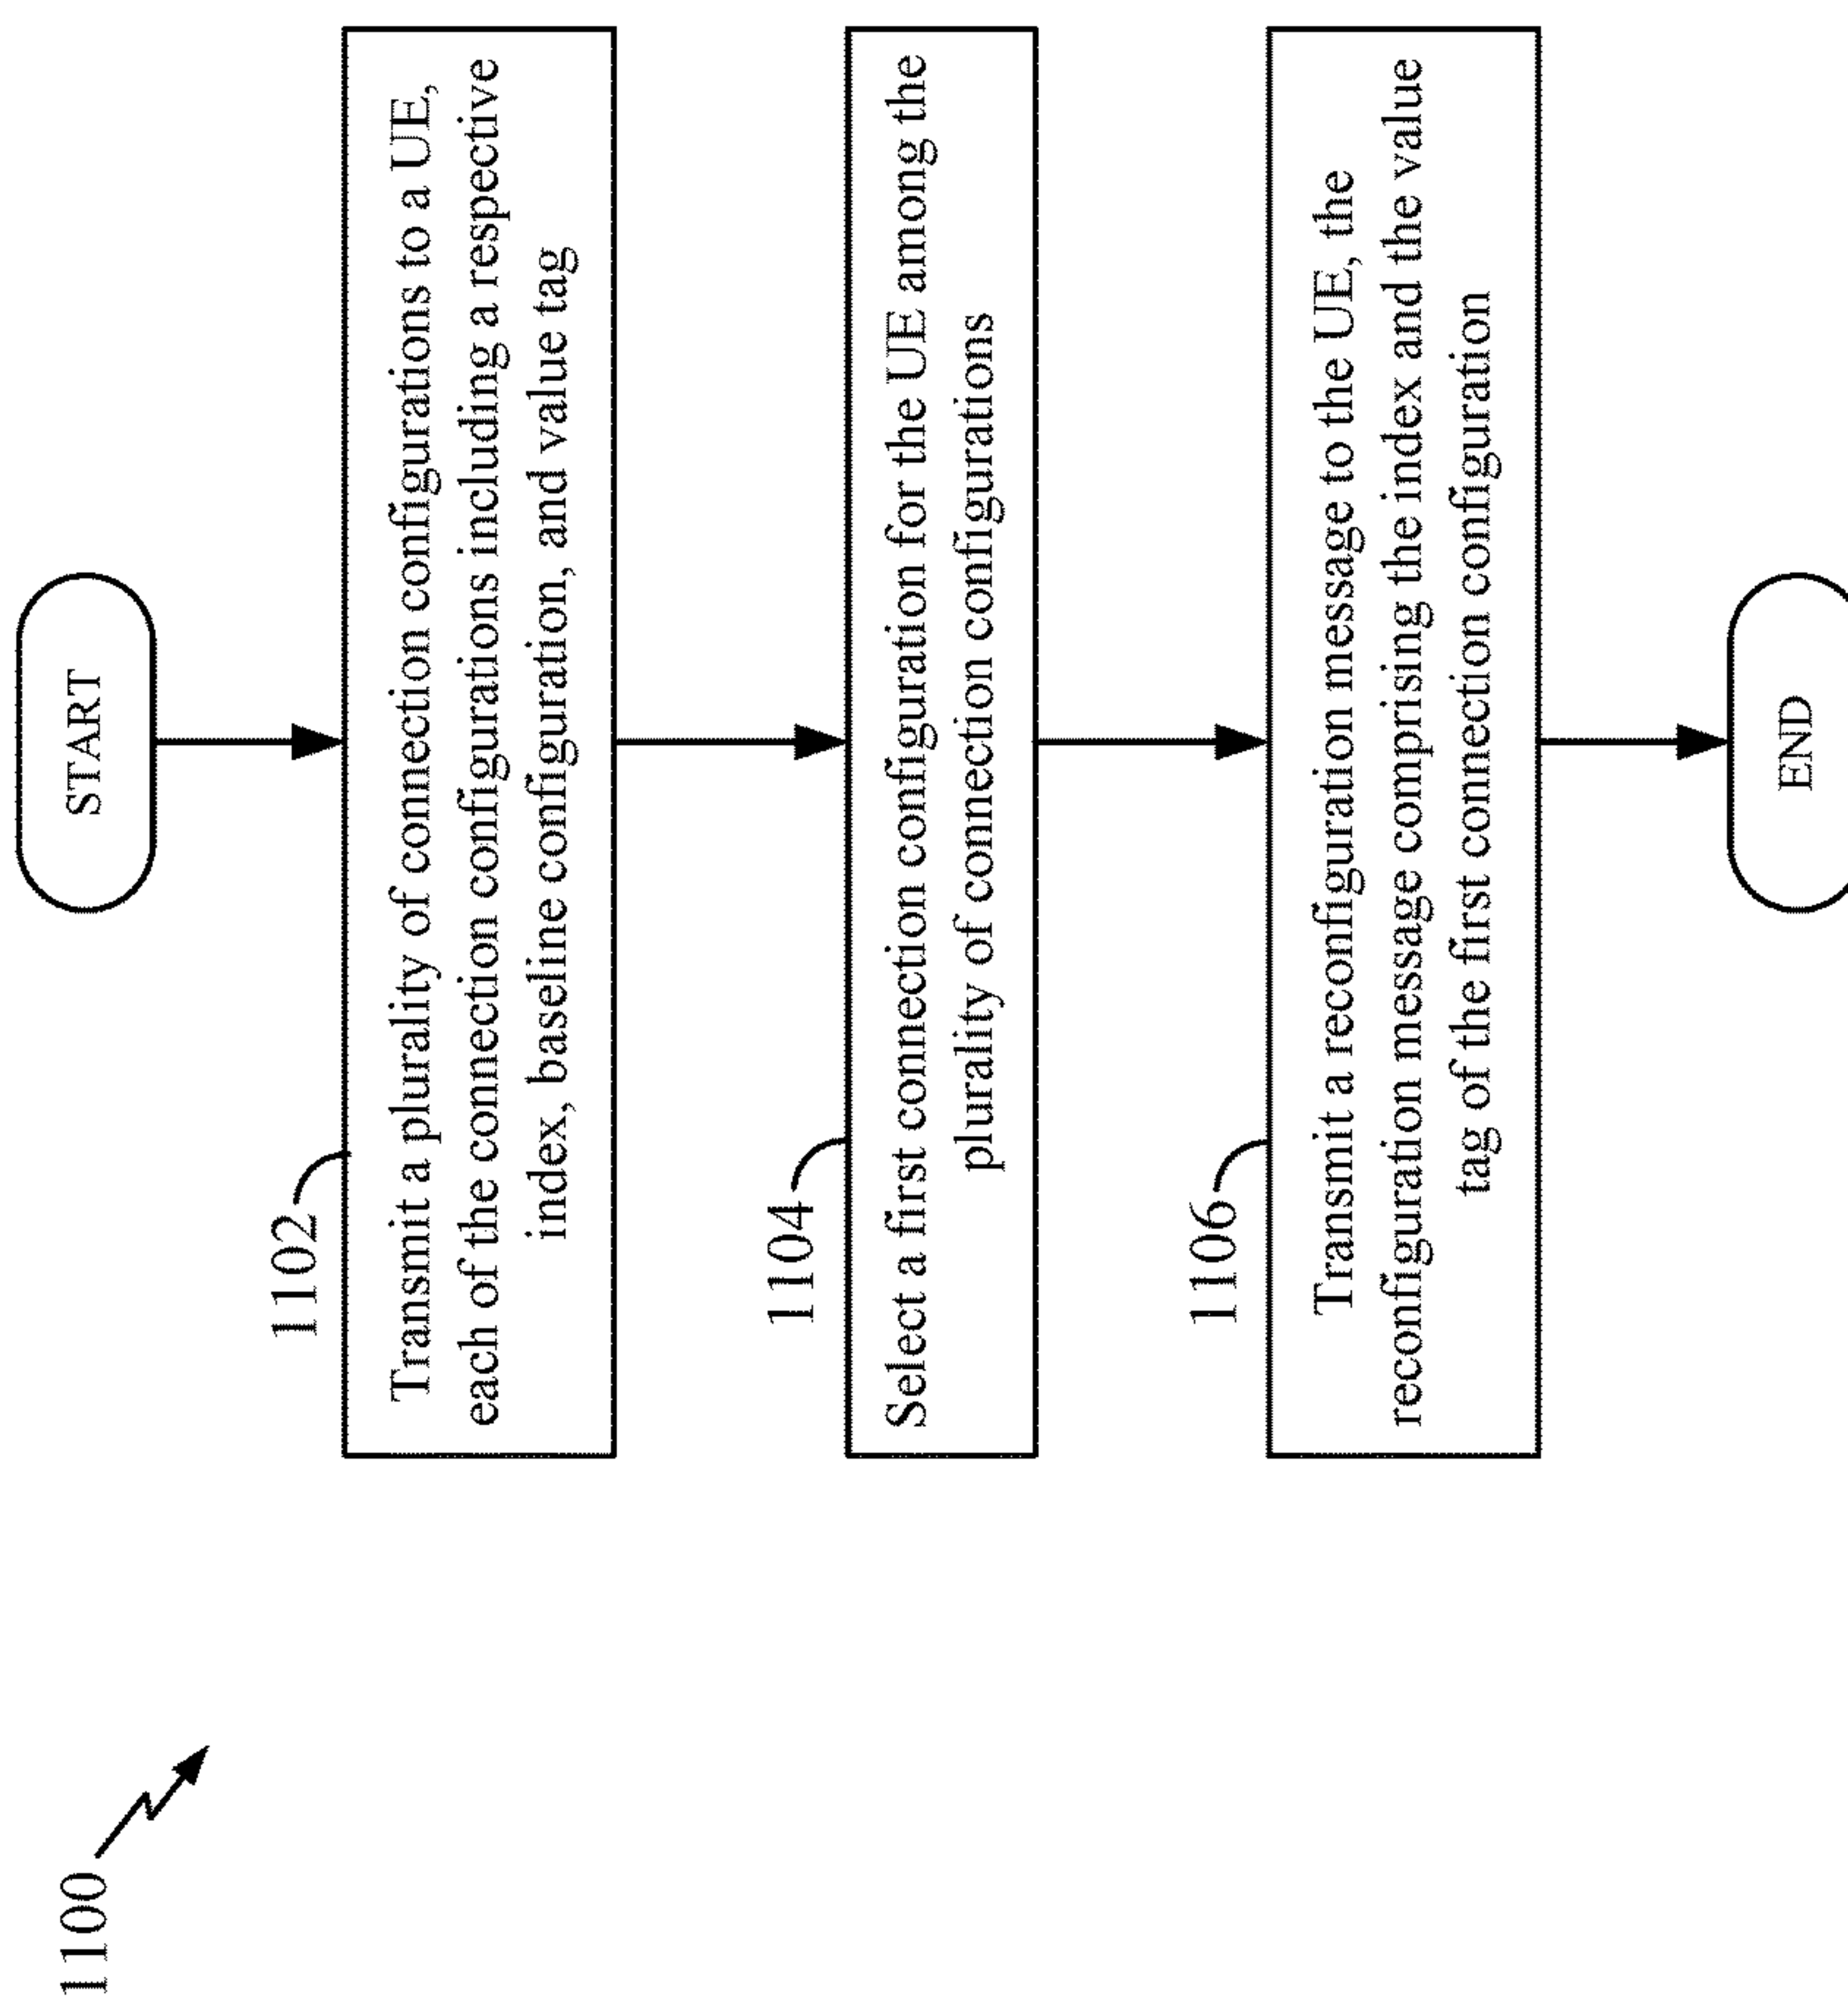 1100
START
1102
Transmit a plurality of connection configurations to a UE,
each of the connection configurations including a respective
index, baseline configuration, and value tag
1104
Select a first connection configuration for the UE among the
plurality of connection configurations
1106
Transmit a reconfiguration message to the UE, the
reconfiguration message comprising the index and the value
tag of the first connection configuration
END